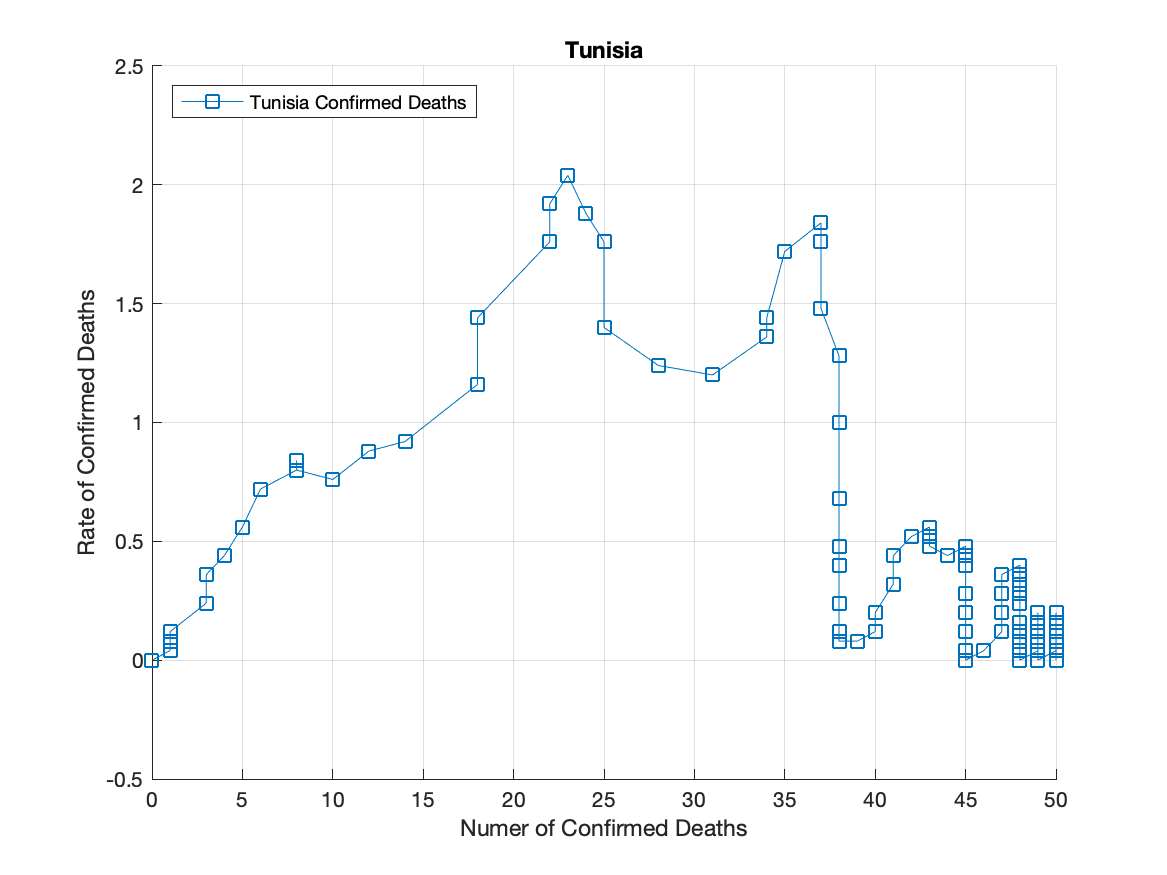 Tunisia
2.5
Tunisia Confirmed Deaths
2
1.5
1
0.5
0
-0.5
Rate of Confirmed Deaths
0 5 10 15 20 25 30 35 40 45 50
Numer of Confirmed Deaths